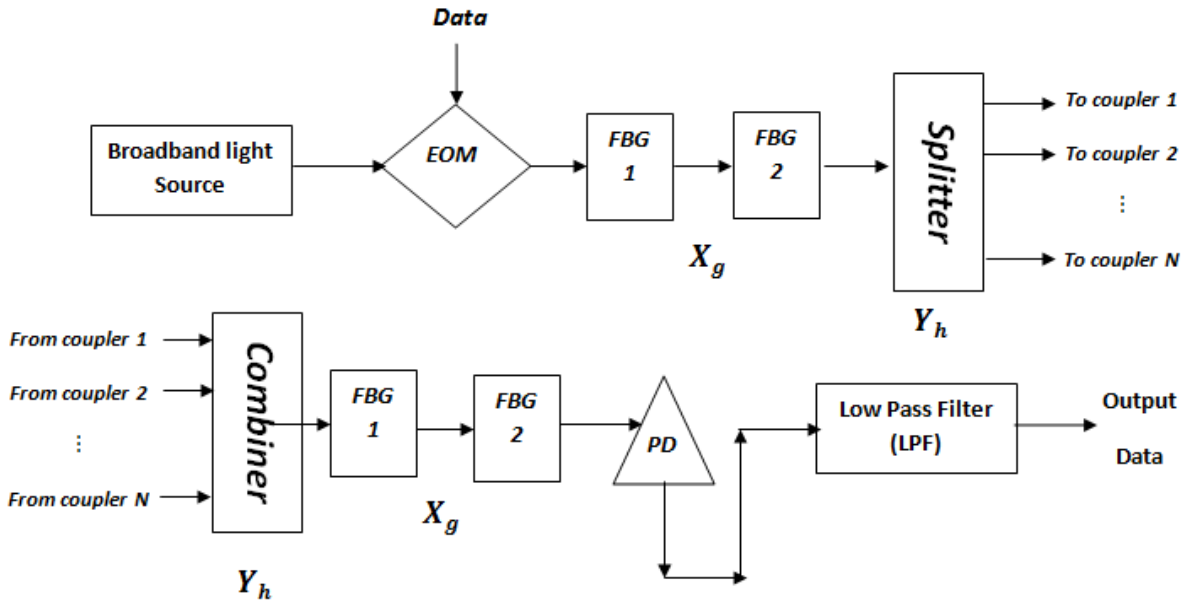 Data
Broadband light
Source
EOM
FBG
1
FBG
2
Splitter
To coupler 1
To coupler 2
⋮
To coupler N
X_g
Y_h
From coupler 1
From coupler 2
⋮
From coupler N
Combiner
FBG
1
FBG
2
PD
Low Pass Filter
(LPF)
Output
Data
X_g
Y_h